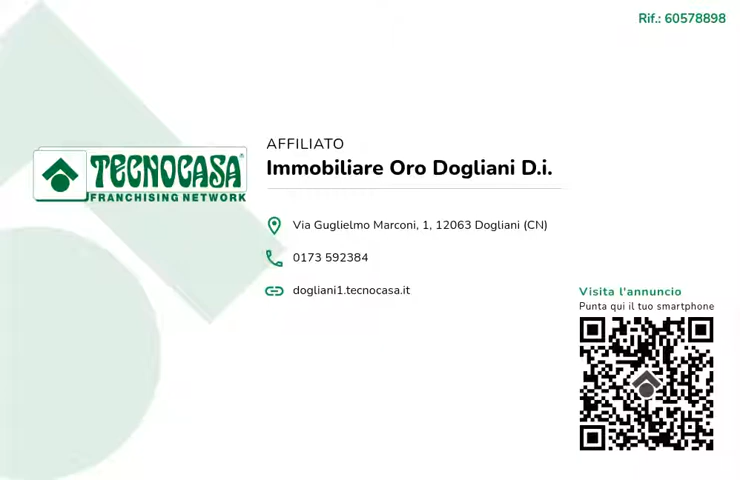 Rif.: 60578898
AFFILIATO
Immobiliare Oro Dogliani D.i.
TECNOCASA®
FRANCHISING NETWORK
Via Guglielmo Marconi, 1, 12063 Dogliani (CN)
0173 592384
dogliani1.tecnocasa.it
Visita l'annuncio
Punta qui il tuo smartphone